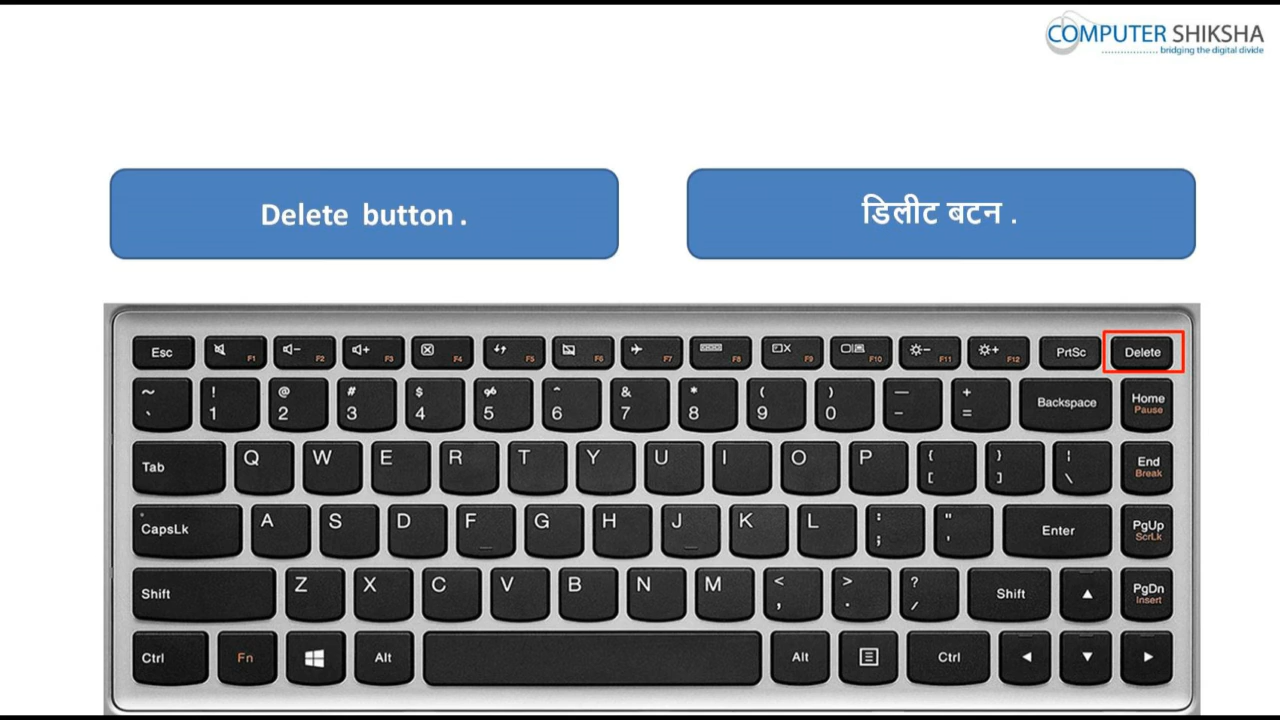 COMPUTER SHIKSHA
bridging the digital divide
Delete button .
डिलीट बटन .
Esc F1 F2 F3 F4 F5 F6 F7 F8 F9 F10 F11 F12 PrtSc Delete
~ ! @ # $ % ^ & * ( ) — +
` 1 2 3 4 5 6 7 8 9 0 - = Backspace Home
Pause
Tab Q W E R T Y U I O P { } ¦ End
[ ] \ Break
CapsLk A S D F G H J K L : " Enter PgUp
; ' ScrLk
Shift Z X C V B N M < > ? Shift PgDn
, . / Insert
Ctrl Fn Alt Alt Ctrl